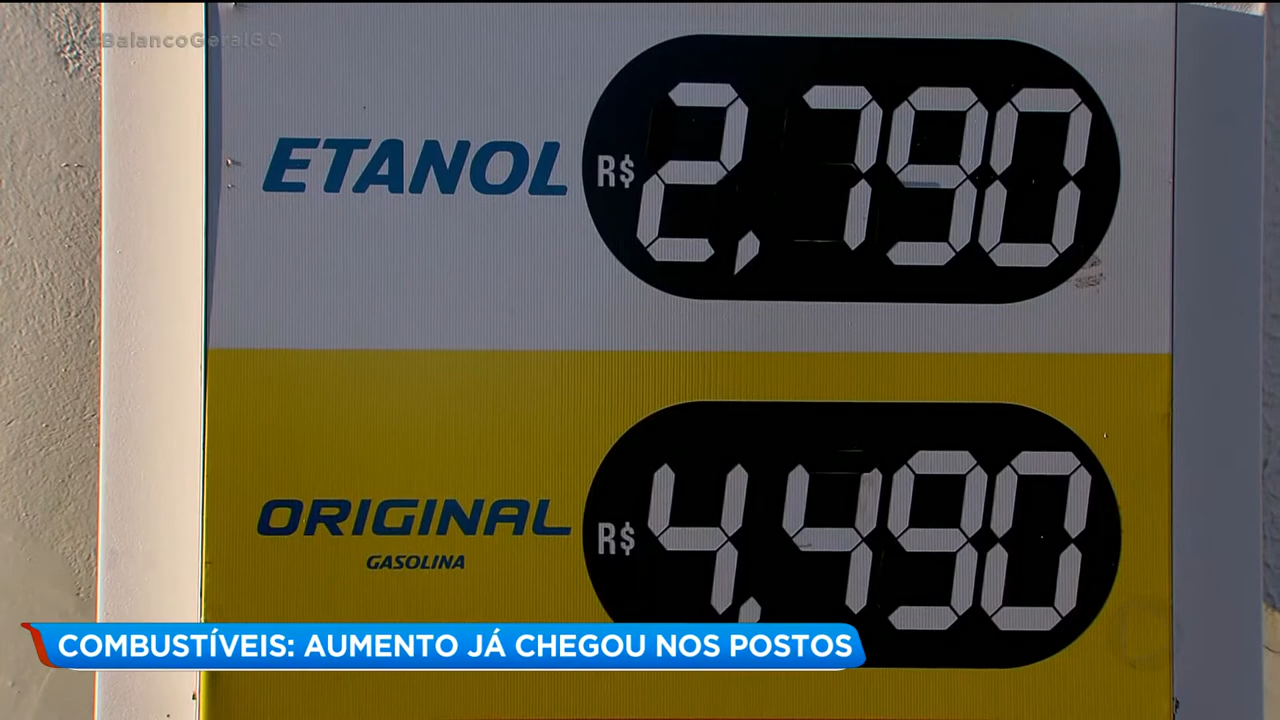 #BalancoGeralGO
ETANOL R$ 2,790
ORIGINAL R$ 4,490
GASOLINA
COMBUSTÍVEIS: AUMENTO JÁ CHEGOU NOS POSTOS